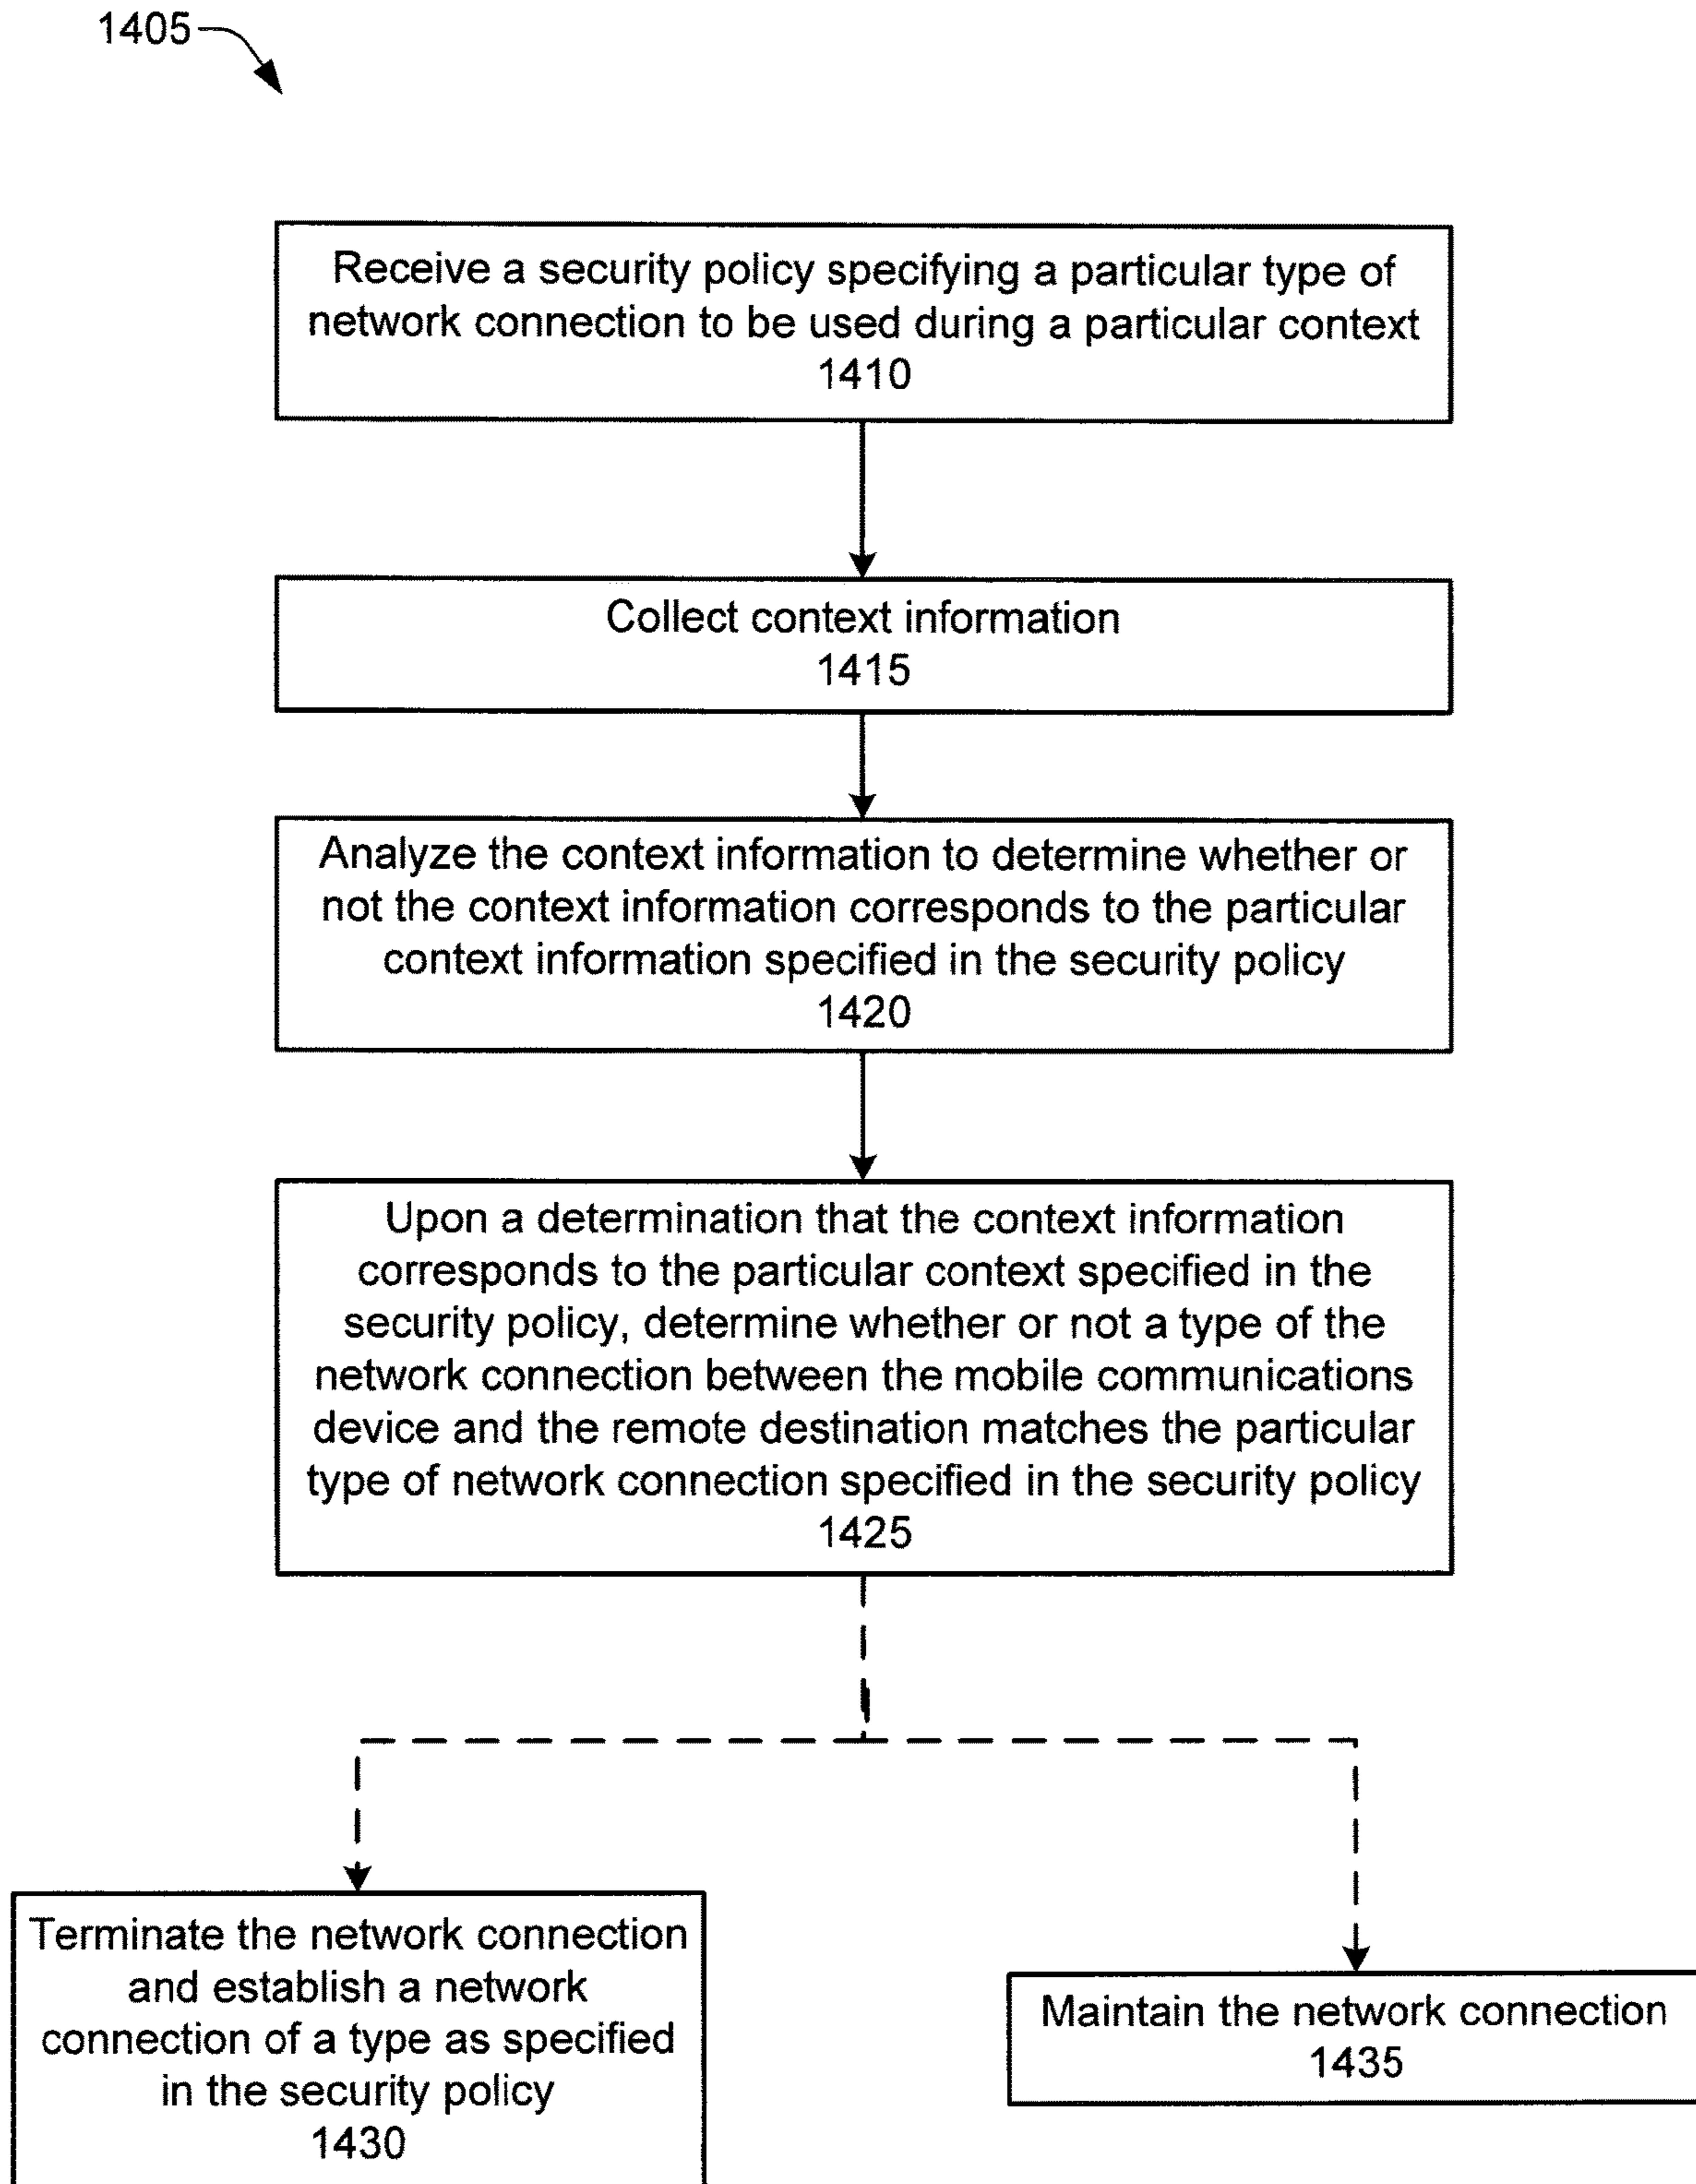 1405
Receive a security policy specifying a particular type of
network connection to be used during a particular context
1410
Collect context information
1415
Analyze the context information to determine whether or
not the context information corresponds to the particular
context information specified in the security policy
1420
Upon a determination that the context information
corresponds to the particular context specified in the
security policy, determine whether or not a type of the
network connection between the mobile communications
device and the remote destination matches the particular
type of network connection specified in the security policy
1425
Terminate the network connection
and establish a network
connection of a type as specified
in the security policy
1430
Maintain the network connection
1435